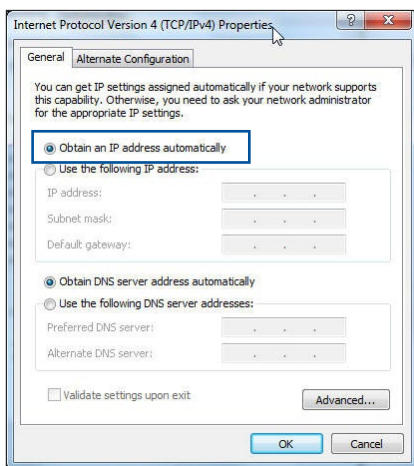 Internet Protocol Version 4 (TCP/IPv4) Properties
General
Alternate Configuration
You can get IP settings assigned automatically if your network supports
this capability. Otherwise, you need to ask your network administrator
for the appropriate IP settings.
Obtain an IP address automatically
Use the following IP address:
IP address:
Subnet mask:
Default gateway:
Obtain DNS server address automatically
Use the following DNS server addresses:
Preferred DNS server:
Alternate DNS server:
Validate settings upon exit
Advanced...
OK
Cancel